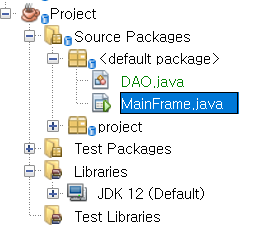 Project
Source Packages
<default package>
DAO.java
MainFrame.java
project
Test Packages
Libraries
JDK 12 (Default)
Test Libraries